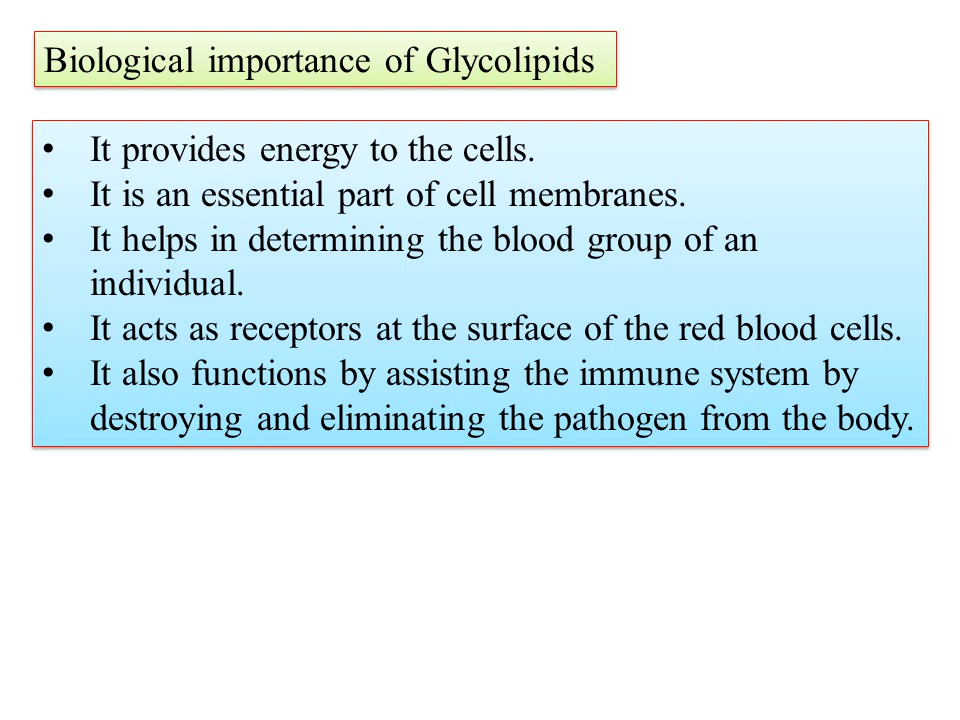 Biological importance of Glycolipids
• It provides energy to the cells.
• It is an essential part of cell membranes.
• It helps in determining the blood group of an
individual.
• It acts as receptors at the surface of the red blood cells.
• It also functions by assisting the immune system by
destroying and eliminating the pathogen from the body.